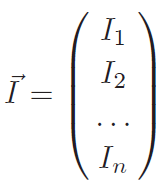 I⃗ = ( I₁
I₂
...
Iₙ )